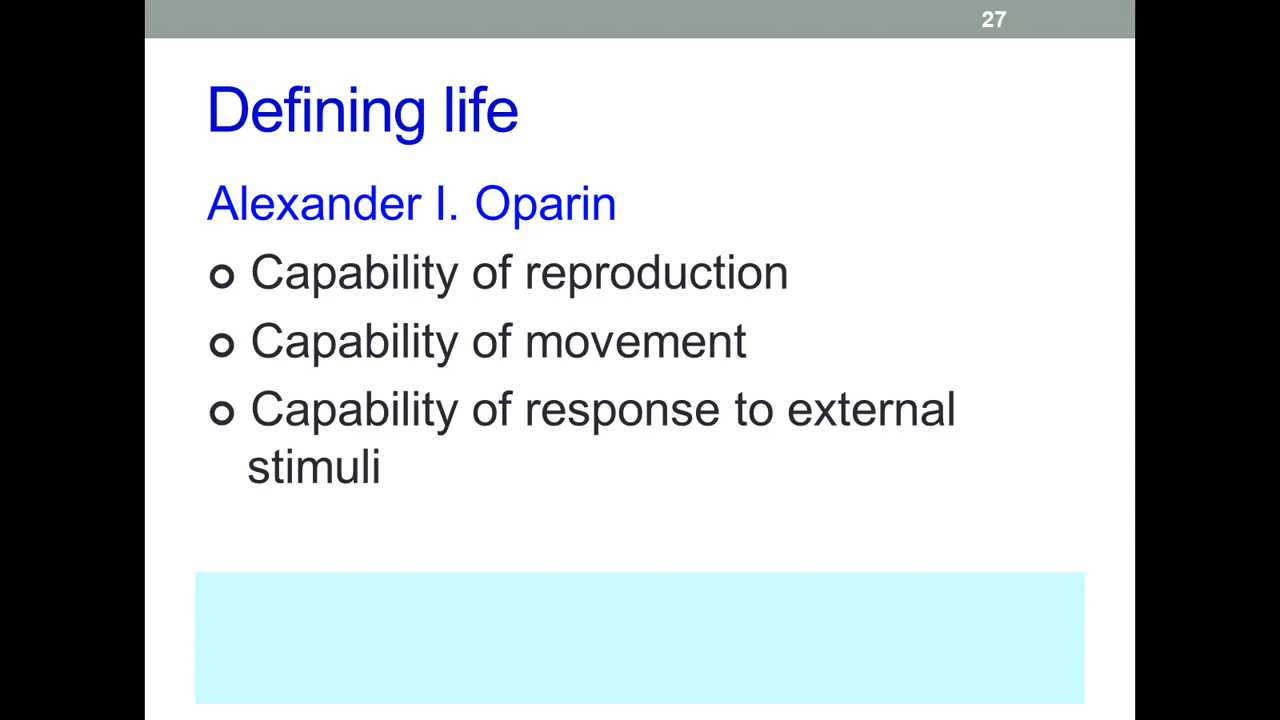 27
Defining life
Alexander I. Oparin
Capability of reproduction
Capability of movement
Capability of response to external
stimuli